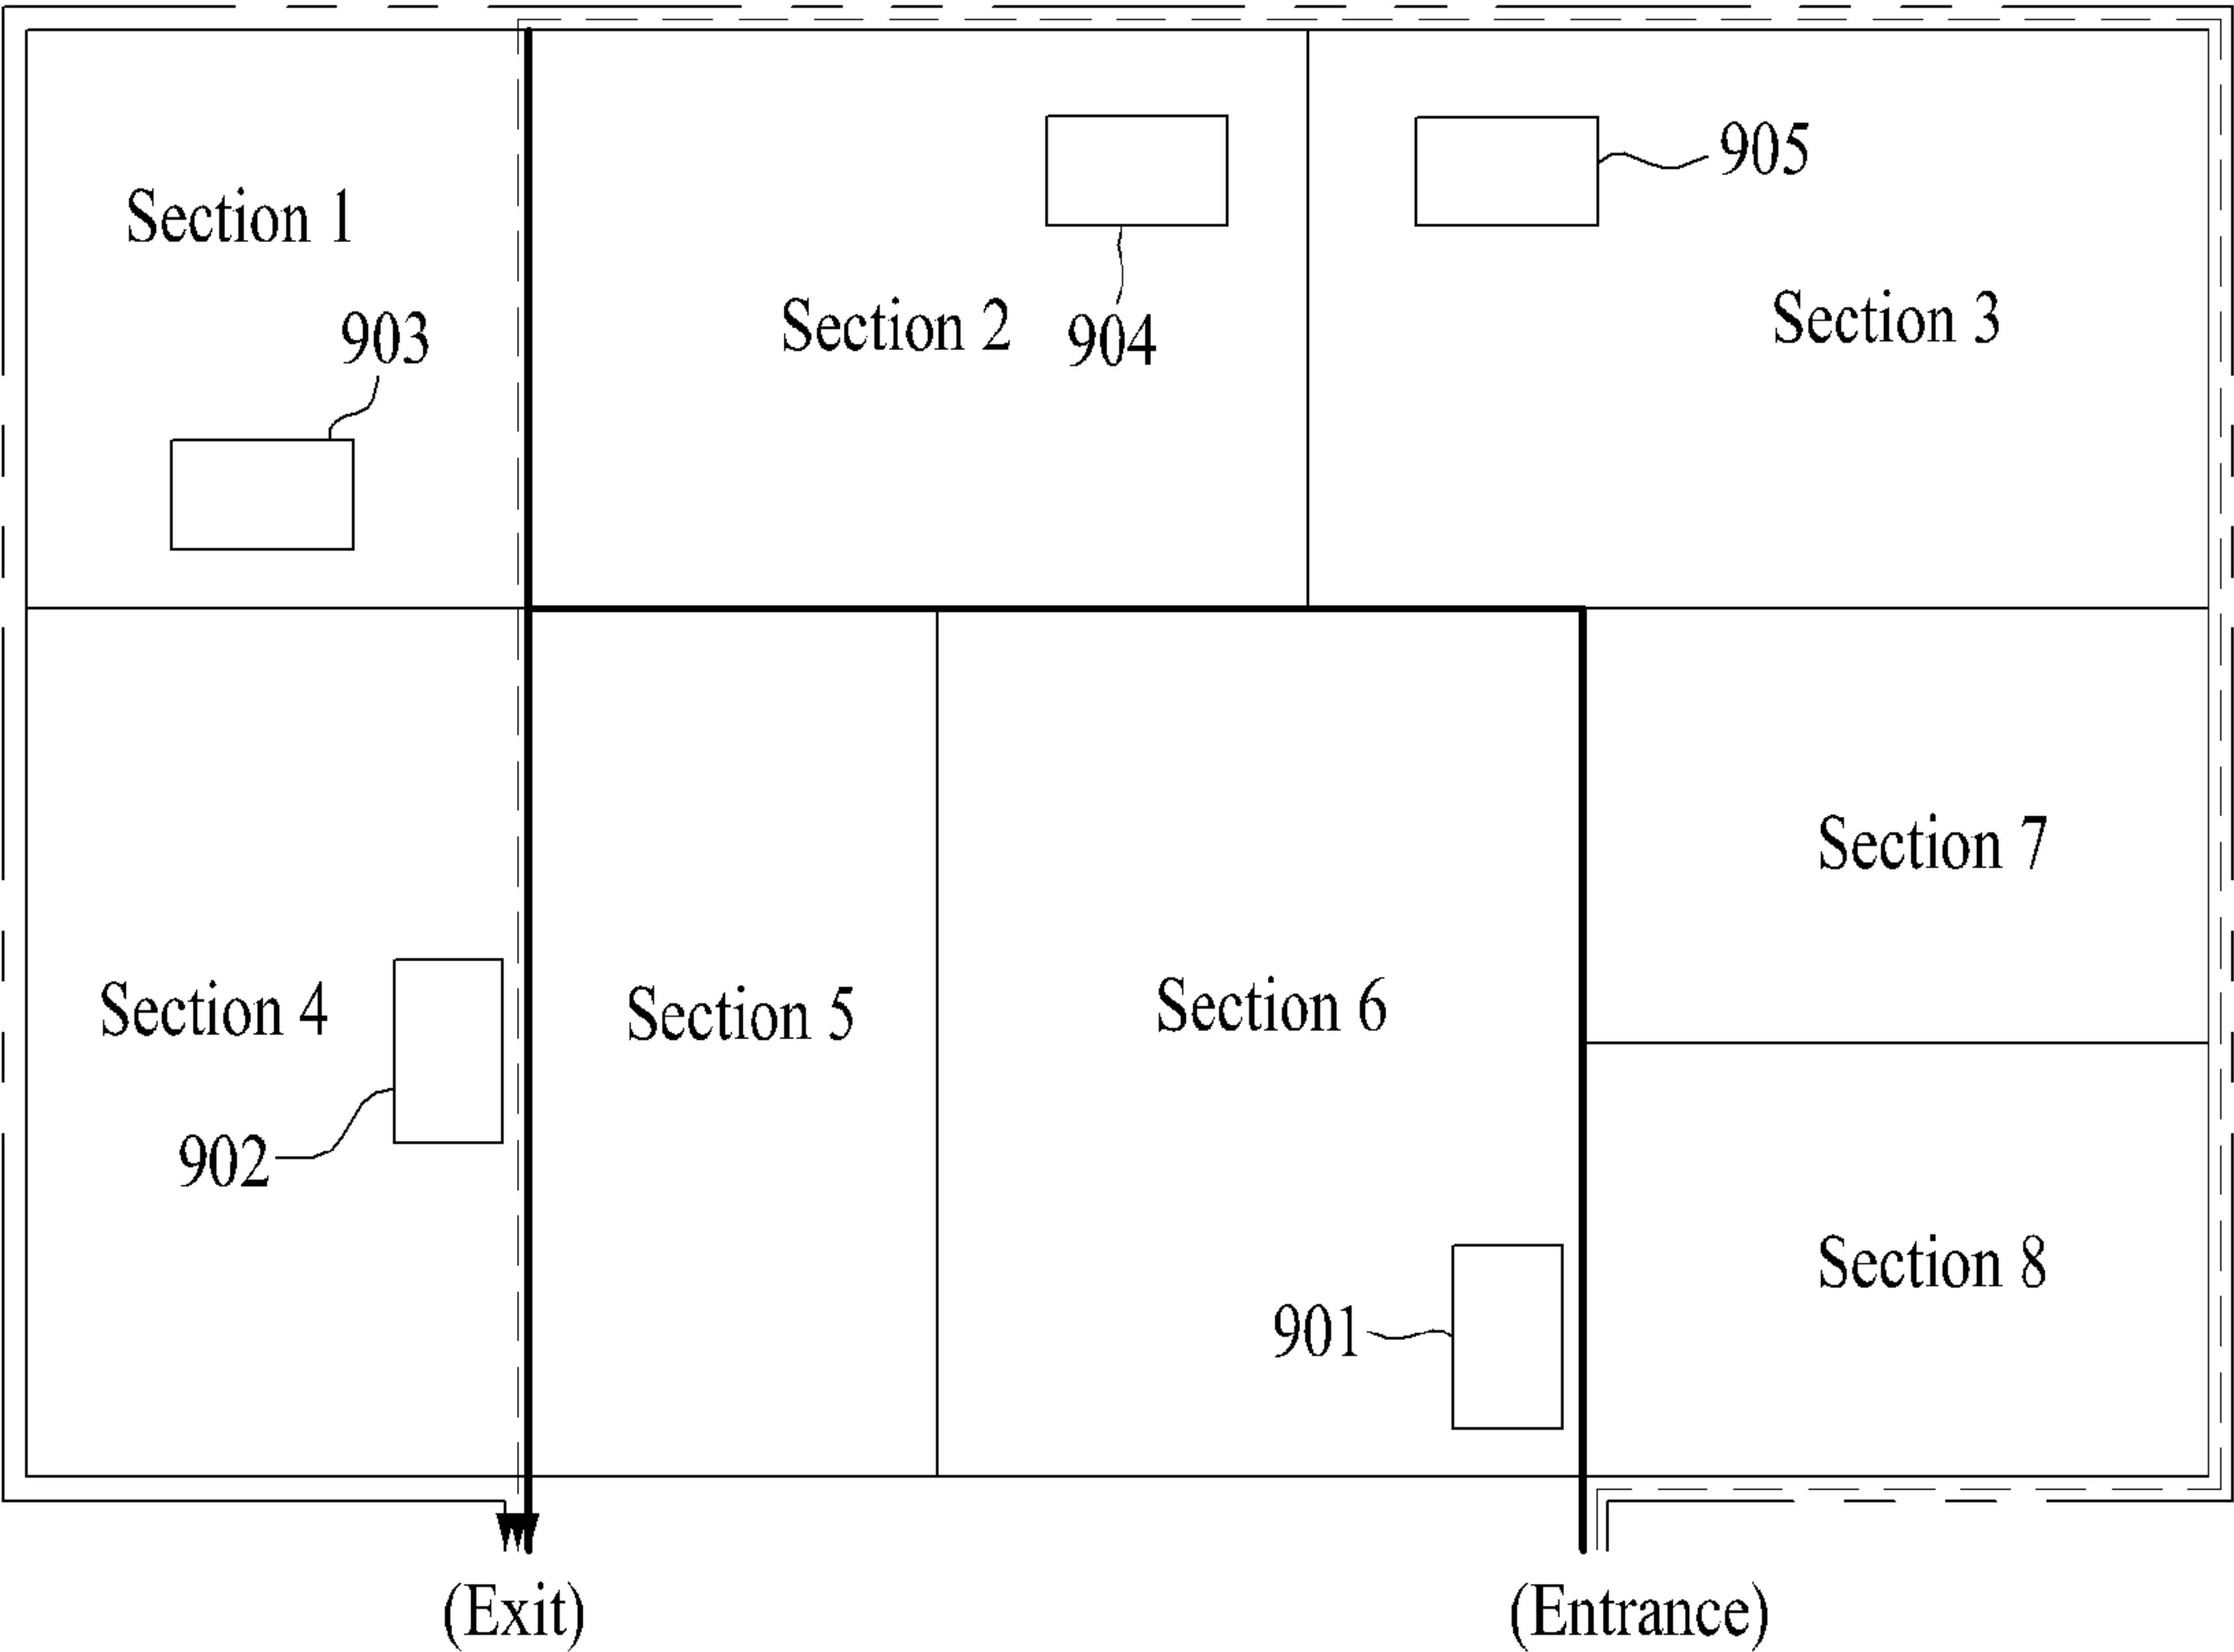 905
Section 1
Section 2
904
Section 3
903
Section 7
Section 4
Section 5
Section 6
902
Section 8
901
(Exit)
(Entrance)